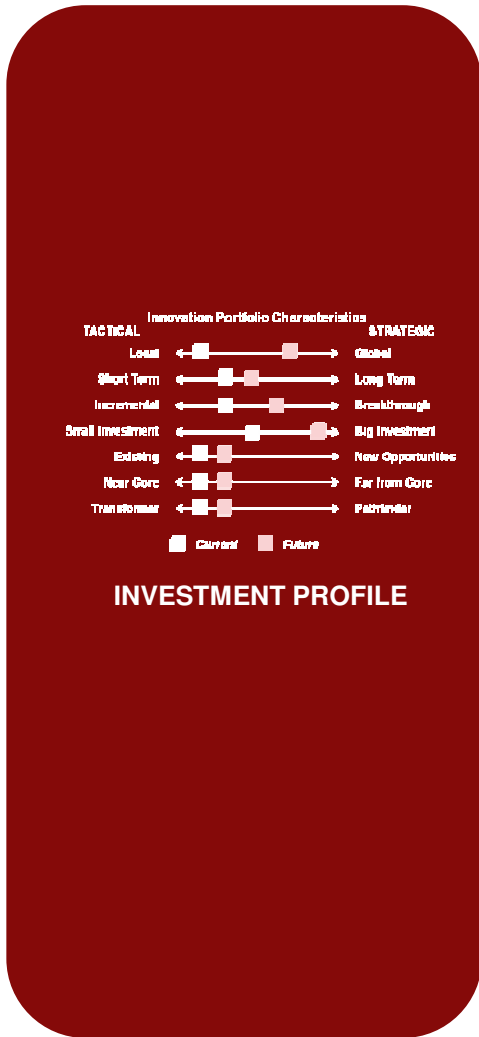 Innovation Portfolio Characteristics
TACTICAL STRATEGIC
Local Global
Short Term Long Term
Incremental Breakthrough
Small Investment Big Investment
Existing New Opportunities
Near Core Far from Core
Transformer Pathfinder
Current Future
INVESTMENT PROFILE